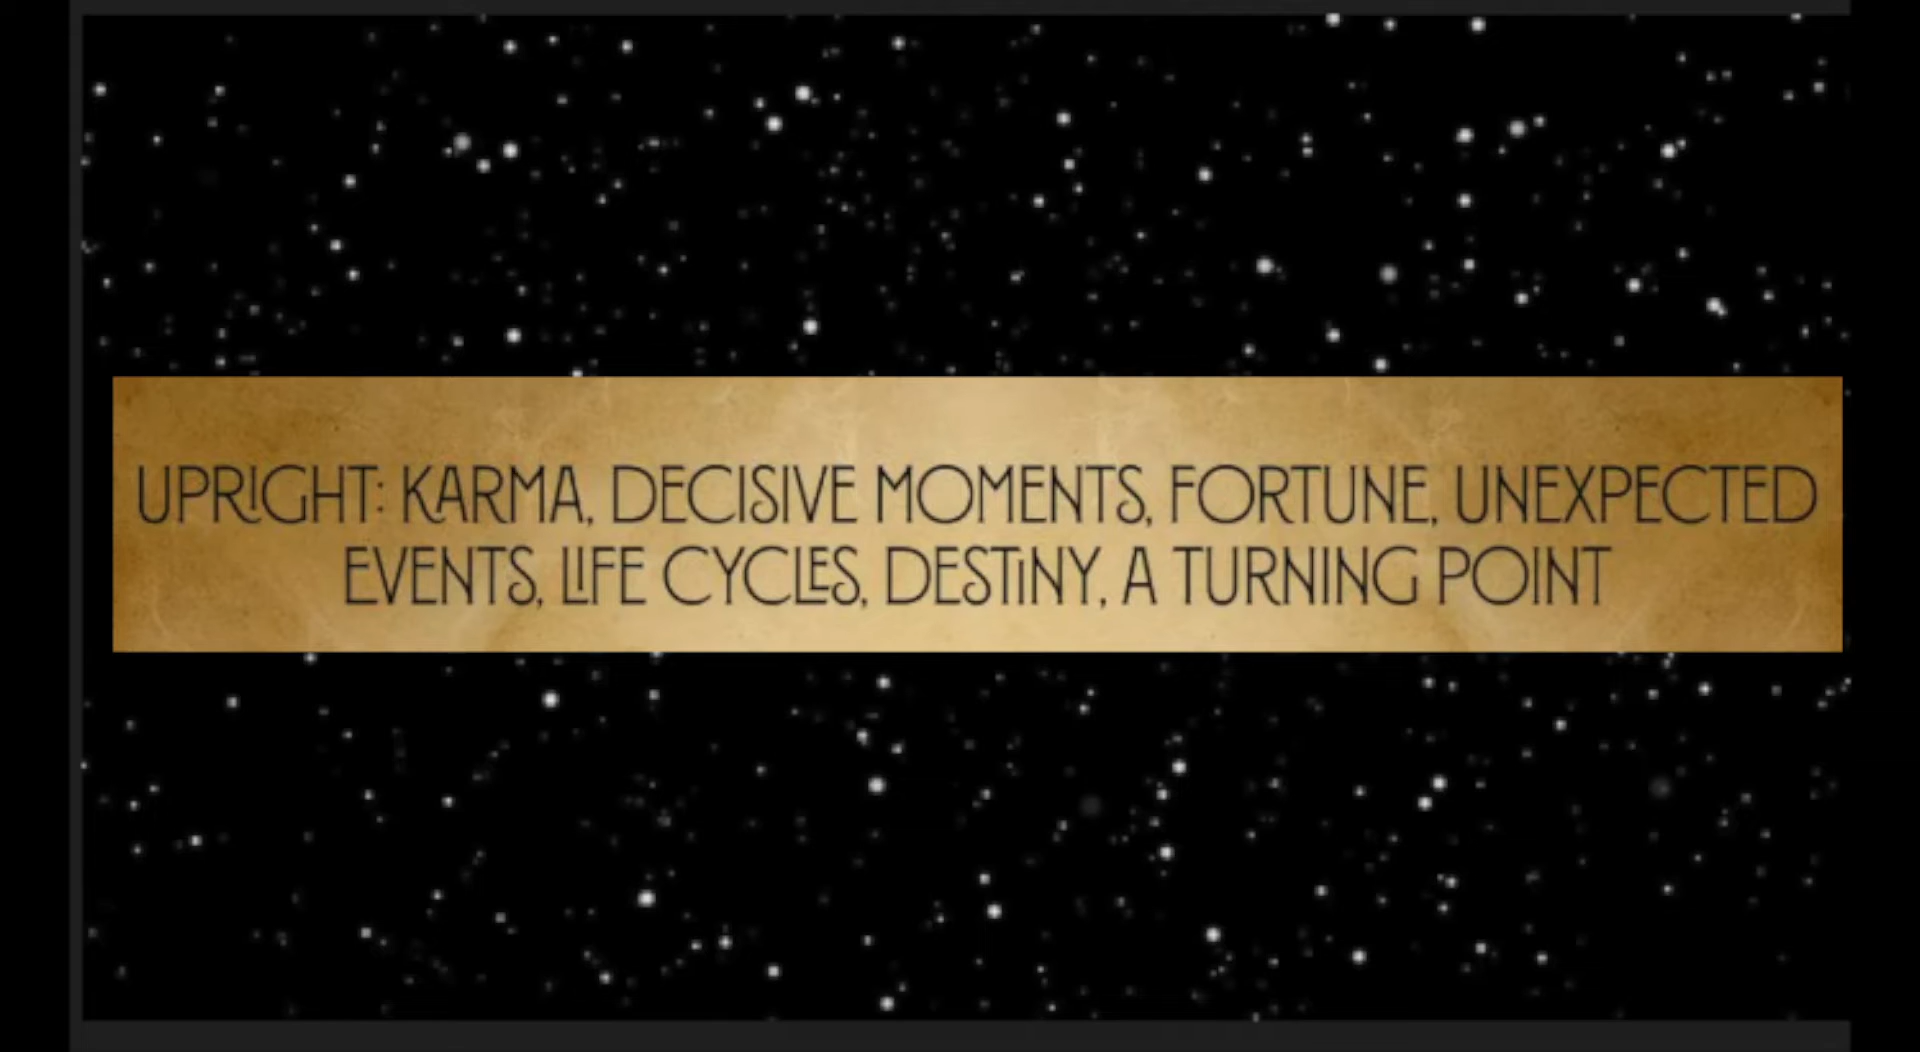 UPRIGHT: KARMA, DECISIVE MOMENTS, FORTUNE, UNEXPECTED
EVENTS, LIFE CYCLES, DESTINY, A TURNING POINT